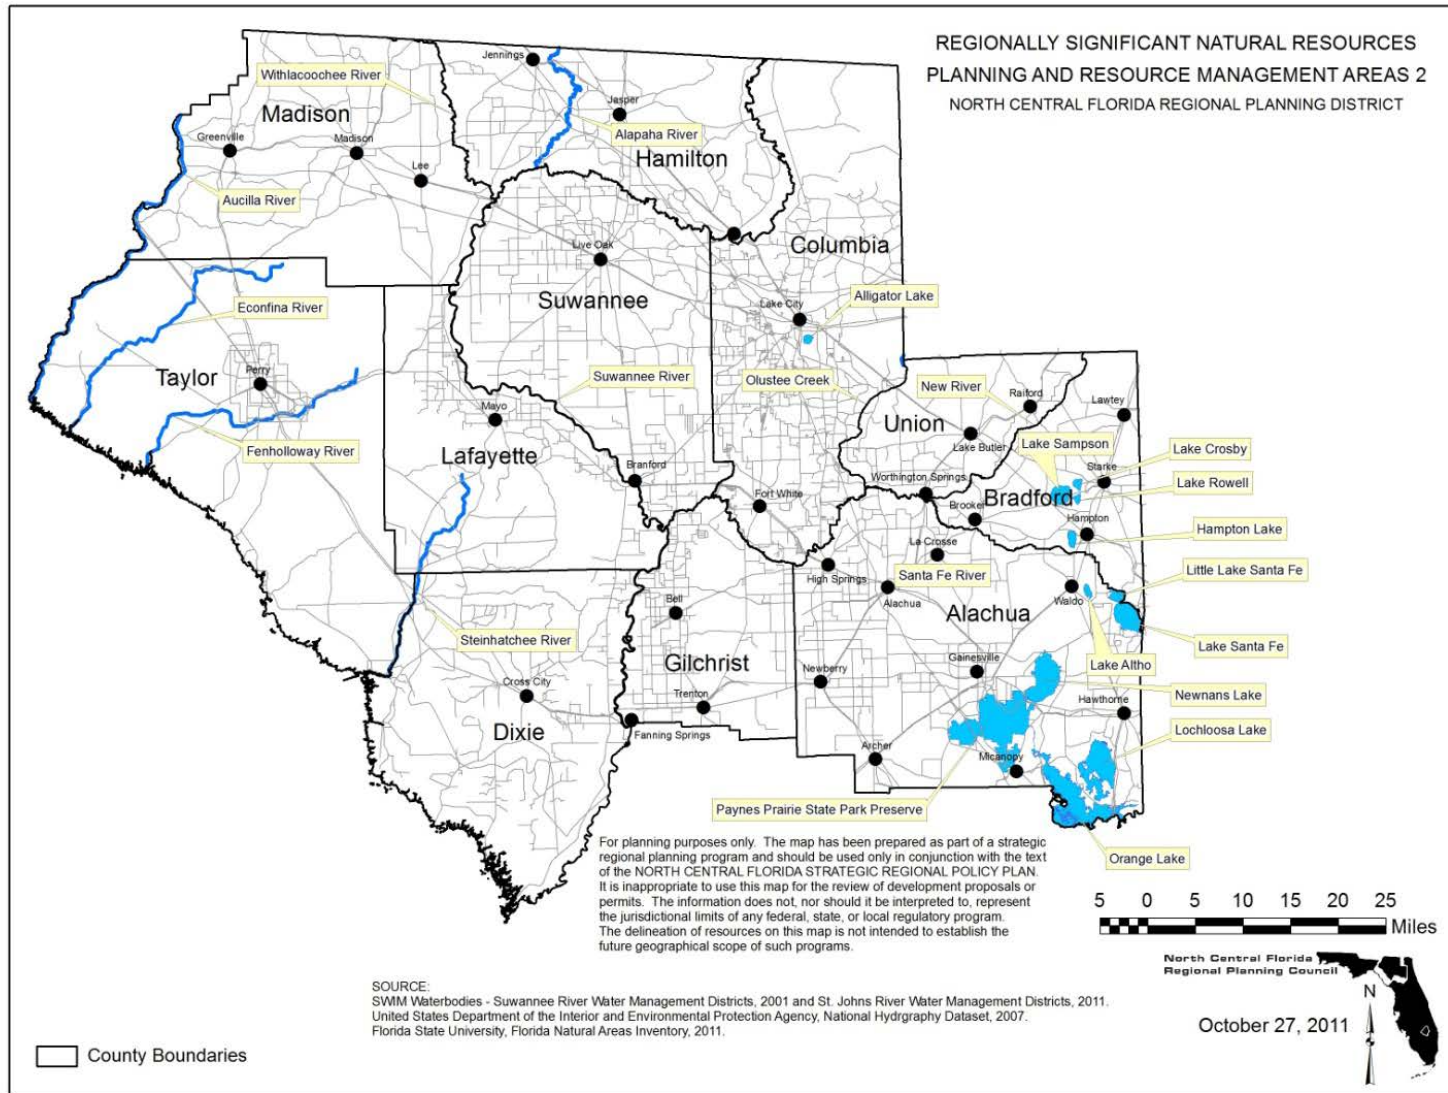 REGIONALLY SIGNIFICANT NATURAL RESOURCES
PLANNING AND RESOURCE MANAGEMENT AREAS 2
NORTH CENTRAL FLORIDA REGIONAL PLANNING DISTRICT
Jennings
Withlacoochee River
Jasper
Madison
Alapaha River
Greenville
Madison
Hamilton
Lee
Aucilla River
Live Oak
Columbia
Suwannee
Alligator Lake
Lake City
Econfina River
Taylor
Perry
Suwannee River
Olustee Creek
New River
Raiford
Lawtey
Mayo
Union
Lake Sampson
Lake Butler
Fenholloway River
Lafayette
Lake Crosby
Starke
Branford
Worthington Springs
Lake Rowell
Fort White
Bradford
Brooker
Hampton
Hampton Lake
La Crosse
High Springs
Santa Fe River
Little Lake Santa Fe
Bell
Alachua
Alachua
Waldo
Steinhatchee River
Lake Santa Fe
Gilchrist
Gainesville
Lake Altho
Newberry
Cross City
Newnans Lake
Trenton
Hawthorne
Dixie
Fanning Springs
Lochloosa Lake
Archer
Micanopy
Paynes Prairie State Park Preserve
Orange Lake
For planning purposes only. The map has been prepared as part of a strategic
regional planning program and should be used only in conjunction with the text
of the NORTH CENTRAL FLORIDA STRATEGIC REGIONAL POLICY PLAN.
It is inappropriate to use this map for the review of development proposals or
permits. The information does not, nor should it be interpreted to, represent
the jurisdictional limits of any federal, state, or local regulatory program.
The delineation of resources on this map is not intended to establish the
future geographical scope of such programs.
5 0 5 10 15 20 25
Miles
North Central Florida
Regional Planning Council
N
October 27, 2011
SOURCE:
SWIM Waterbodies - Suwannee River Water Management Districts, 2001 and St. Johns River Water Management Districts, 2011.
United States Department of the Interior and Environmental Protection Agency, National Hydrgraphy Dataset, 2007.
Florida State University, Florida Natural Areas Inventory, 2011.
County Boundaries